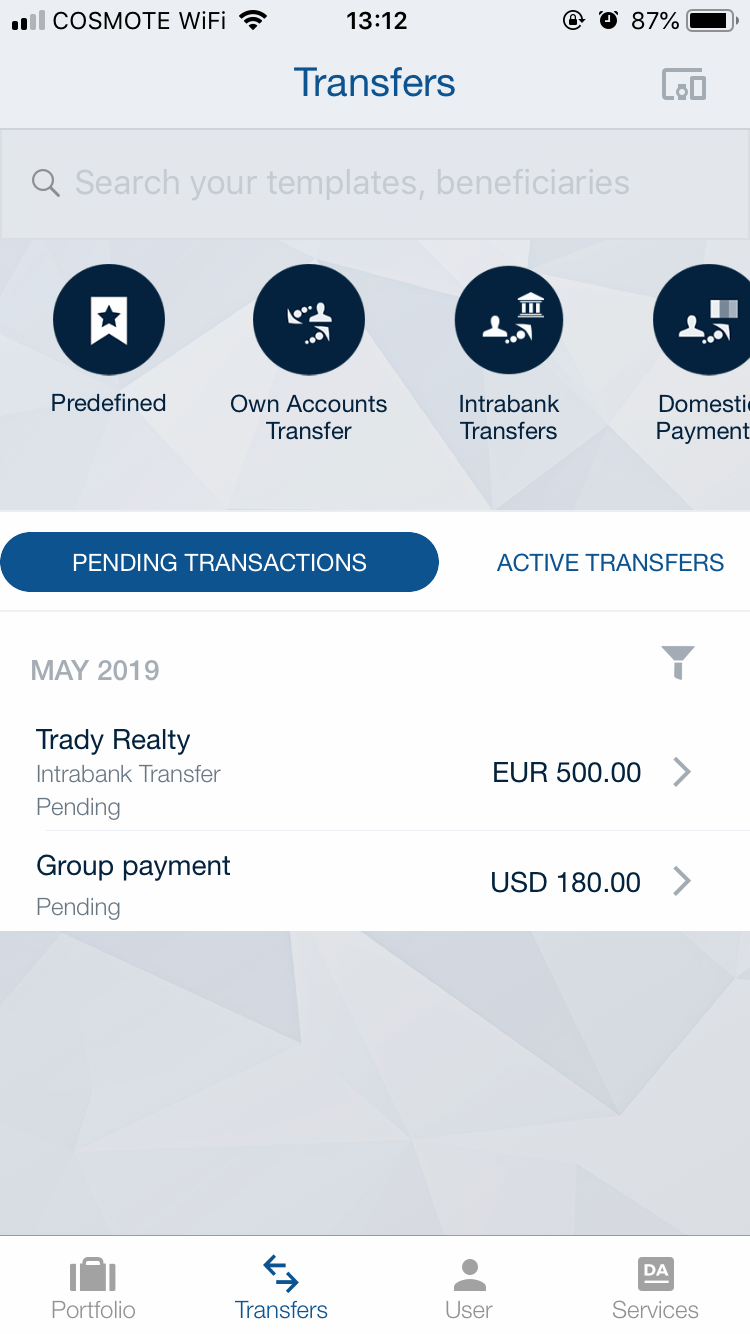 COSMOTE WiFi 13:12 87%
Transfers
Search your templates, beneficiaries
Predefined
Own Accounts
Transfer
Intrabank
Transfers
Domesti
Payment
PENDING TRANSACTIONS
ACTIVE TRANSFERS
MAY 2019
Trady Realty
Intrabank Transfer
Pending
EUR 500.00
Group payment
Pending
USD 180.00
Portfolio
Transfers
User
DA
Services